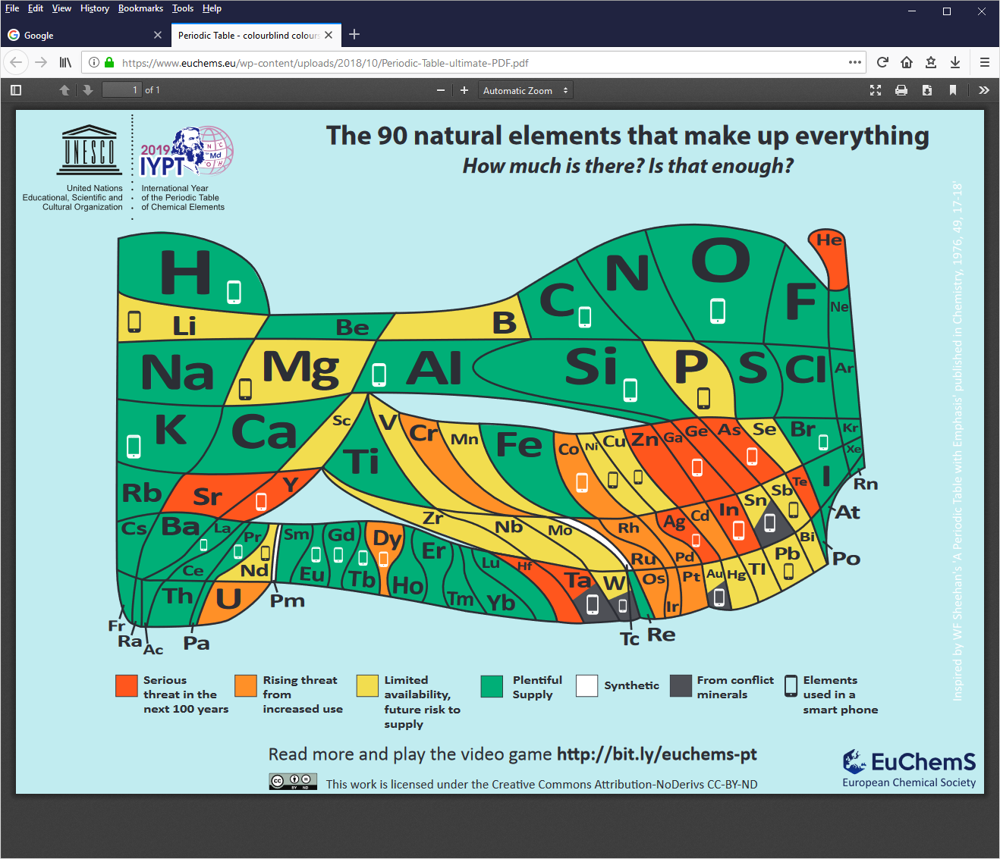 File Edit View History Bookmarks Tools Help
Google
Periodic Table - colourblind colours
https://www.euchems.eu/wp-content/uploads/2018/10/Periodic-Table-ultimate-PDF.pdf
1 of 1
Automatic Zoom
UNESCO
United Nations
Educational, Scientific and
Cultural Organization
2019
IYPT
N C
Md
O H
International Year
of the Periodic Table
of Chemical Elements
The 90 natural elements that make up everything
How much is there? Is that enough?
H C N O F He
Li Be B Ne
Na Mg Al Si P S Cl Ar
K Ca Sc Ti V Cr Mn Fe Co Ni Cu Zn Ga Ge As Se Br Kr
Rb Sr Y Zr Nb Mo Ru Rh Pd Ag Cd In Sn Sb Te I Xe
Cs Ba La Ce Pr Nd Pm Sm Eu Gd Tb Dy Ho Er Tm Yb Lu Hf Ta W Tc Re Os Ir Pt Au Hg Tl Pb Bi Po At Rn
Fr Ra Ac Th Pa U
Serious
threat in the
next 100 years
Rising threat
from
increased use
Limited
availability,
future risk to
supply
Plentiful
Supply
Synthetic
From conflict
minerals
Elements
used in a
smart phone
Read more and play the video game http://bit.ly/euchems-pt
cc BY ND
This work is licensed under the Creative Commons Attribution-NoDerivs CC-BY-ND
EuChemS
European Chemical Society
Inspired by WF Sheehan's 'A Periodic Table with Emphasis' published in Chemistry, 1976, 49, 17-18'